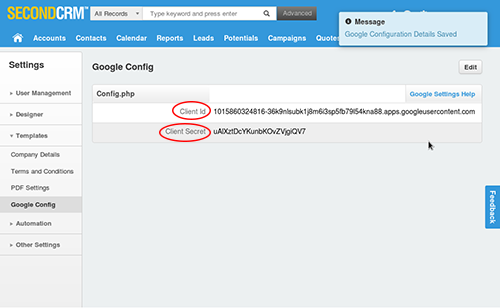 SECONDCRM™ All Records Type keyword and press enter Advanced
Message
Google Configuration Details Saved
Accounts Contacts Calendar Reports Leads Potentials Campaigns Quotes
Settings
Google Config
Edit
User Management
Designer
Templates
Company Details
Terms and Conditions
PDF Settings
Google Config
Automation
Other Settings
Config.php
Google Settings Help
Client Id 1015860324816-36k9nlsubk1j8m6i3sp5fb79l54kna88.apps.googleusercontent.com
Client Secret uAlXztDcYKunbKOvZVjgiQV7
Feedback